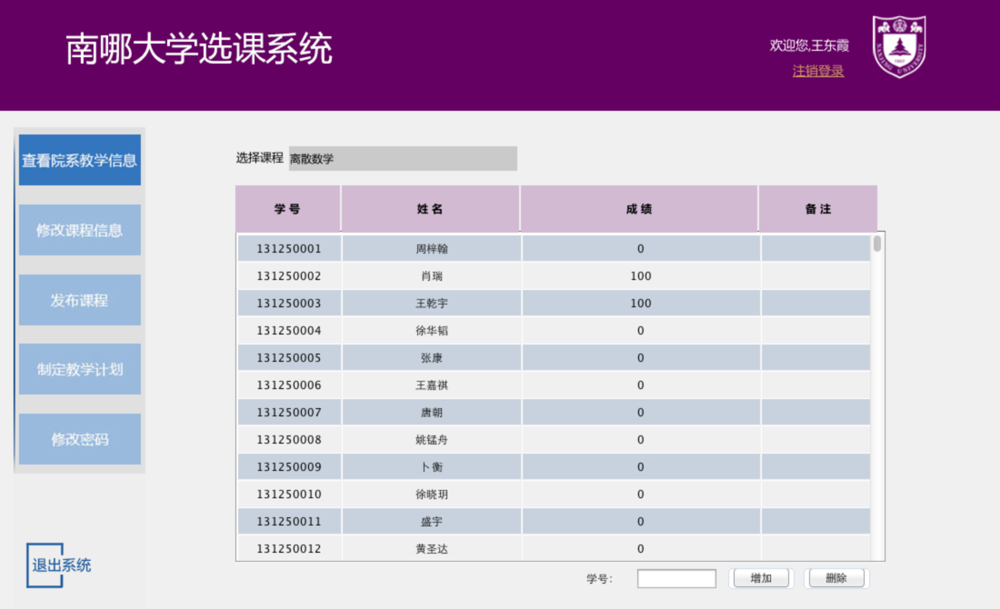 南哪大学选课系统
欢迎您,王东霞
注销登录
NANJING UNIVERSITY
1902
查看院系教学信息
修改课程信息
发布课程
制定教学计划
修改密码
退出系统
选择课程 离散数学
学号 姓名 成绩 备注
131250001 周梓翰 0
131250002 肖瑞 100
131250003 王乾宇 100
131250004 徐华韬 0
131250005 张康 0
131250006 王嘉祺 0
131250007 唐朝 0
131250008 姚锰舟 0
131250009 卜衡 0
131250010 徐晓玥 0
131250011 盛宇 0
131250012 黄圣达 0
学号: 增加 删除